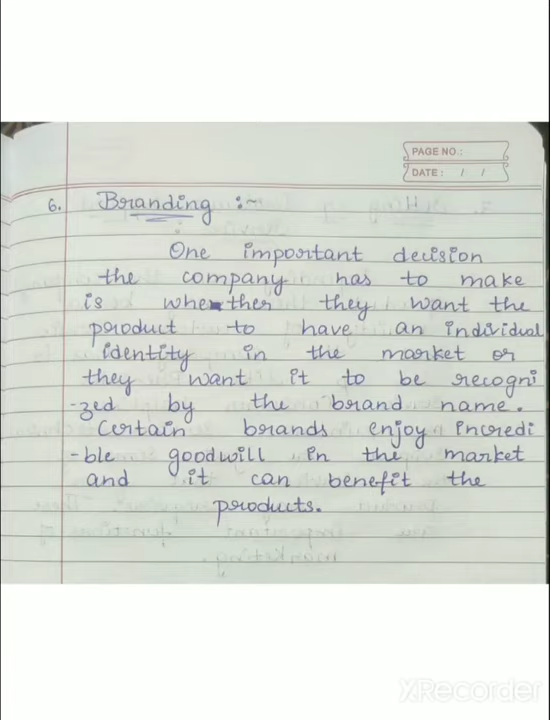 PAGE NO.:
DATE: / /
6. Branding :~
One important decision
the company has to make
is whether they want the
product to have an individual
identity in the market or
they want it to be recogni
-zed by the brand name.
Certain brands enjoy incredi
-ble goodwill in the market
and it can benefit the
products.
XRecorder